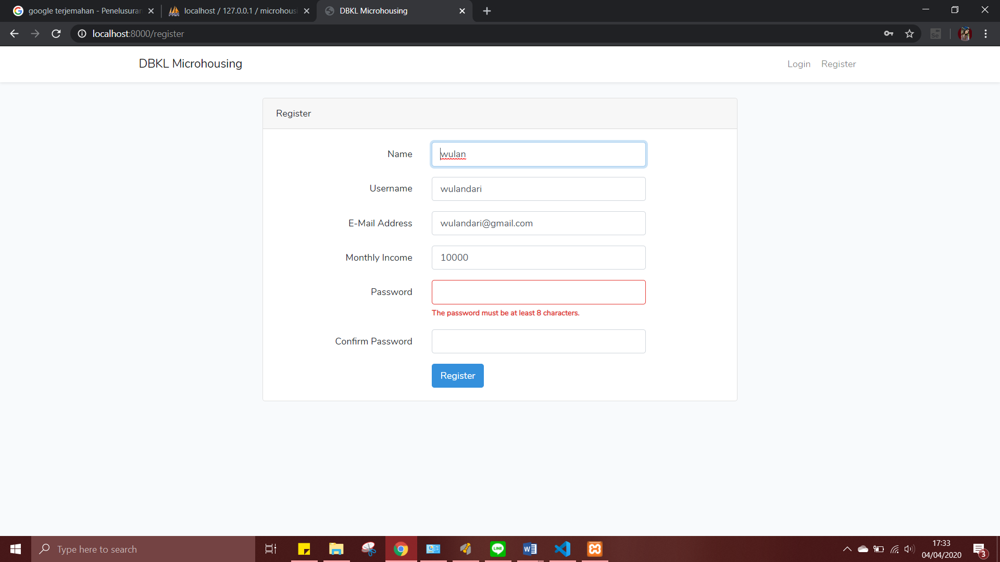 google terjemahan - Penelusuran
localhost / 127.0.0.1 / microhousi
DBKL Microhousing
localhost:8000/register
Se
DBKL Microhousing
Login
Register
Register
Name
wulan
Username
wulandari
E-Mail Address
wulandari@gmail.com
Monthly Income
10000
Password
The password must be at least 8 characters.
Confirm Password
Register
Type here to search
LINE
W
17:33
04/04/2020
3